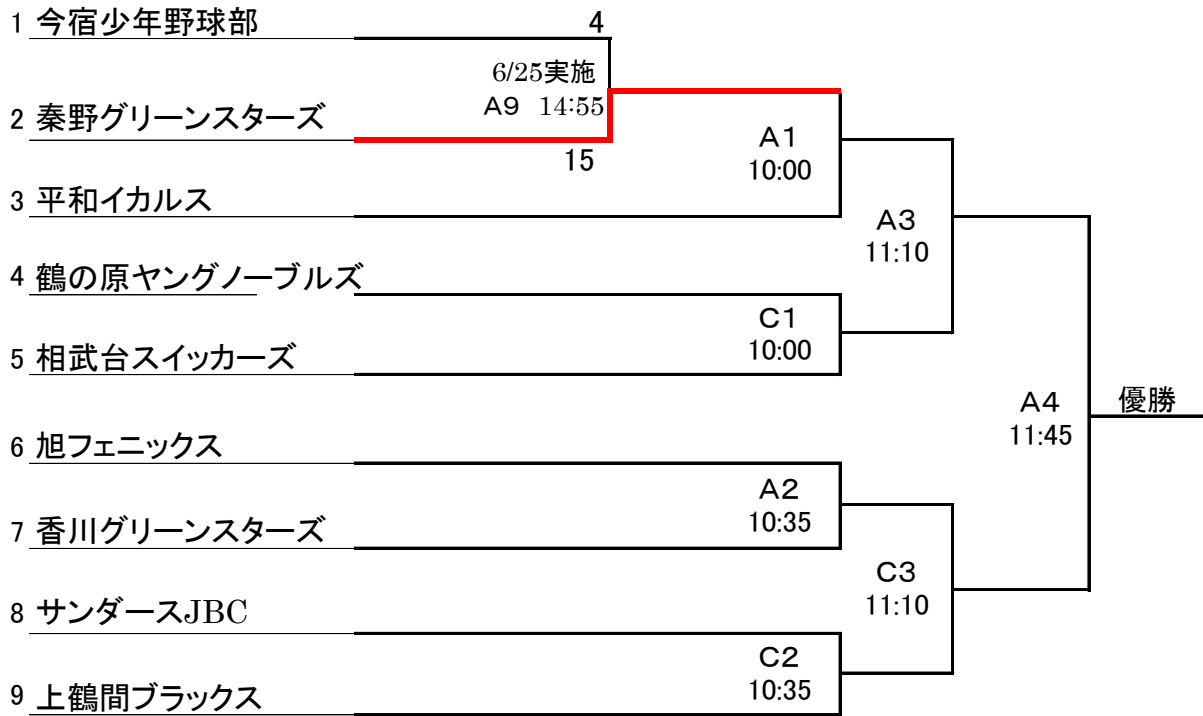 1 今宿少年野球部
4
6/25実施
A9 14:55
2 秦野グリーンスターズ
15
A1
10:00
3 平和イカルス
A3
11:10
4 鶴の原ヤングノーブルズ
C1
10:00
5 相武台スイッカーズ
A4
11:45
優勝
6 旭フェニックス
A2
10:35
7 香川グリーンスターズ
C3
11:10
8 サンダースJBC
C2
10:35
9 上鶴間ブラックス